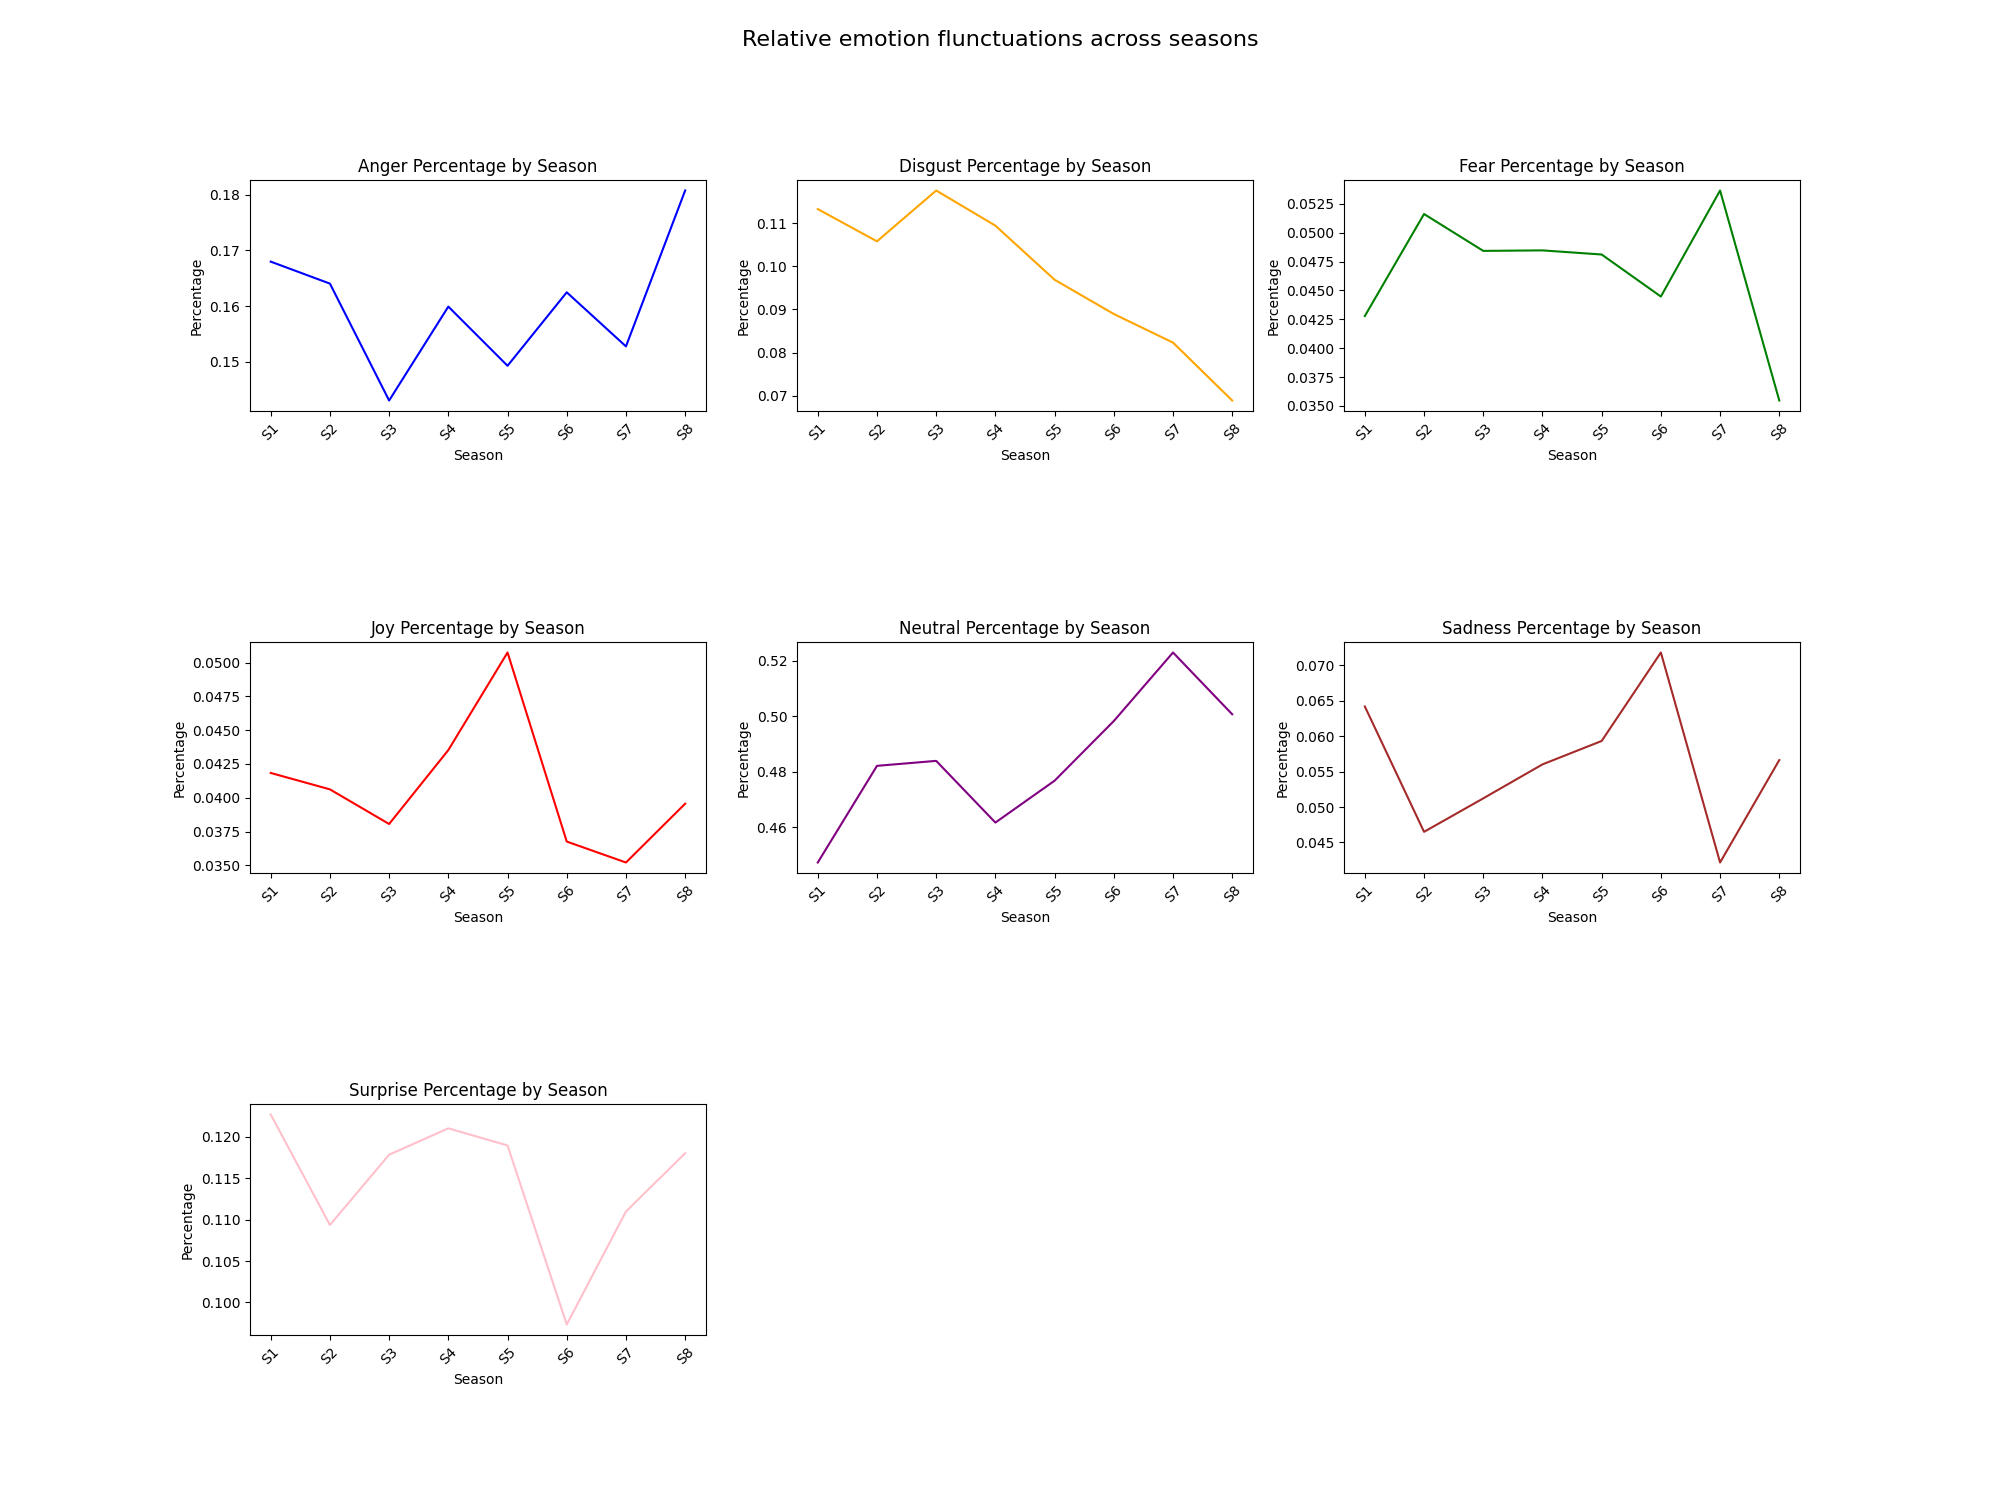 Relative emotion flunctuations across seasons
Anger Percentage by Season
Percentage
0.18
0.17
0.16
0.15
S1 S2 S3 S4 S5 S6 S7 S8
Season
Disgust Percentage by Season
Percentage
0.11
0.10
0.09
0.08
0.07
S1 S2 S3 S4 S5 S6 S7 S8
Season
Fear Percentage by Season
Percentage
0.0525
0.0500
0.0475
0.0450
0.0425
0.0400
0.0375
0.0350
S1 S2 S3 S4 S5 S6 S7 S8
Season
Joy Percentage by Season
Percentage
0.0500
0.0475
0.0450
0.0425
0.0400
0.0375
0.0350
S1 S2 S3 S4 S5 S6 S7 S8
Season
Neutral Percentage by Season
Percentage
0.52
0.50
0.48
0.46
S1 S2 S3 S4 S5 S6 S7 S8
Season
Sadness Percentage by Season
Percentage
0.070
0.065
0.060
0.055
0.050
0.045
S1 S2 S3 S4 S5 S6 S7 S8
Season
Surprise Percentage by Season
Percentage
0.120
0.115
0.110
0.105
0.100
S1 S2 S3 S4 S5 S6 S7 S8
Season